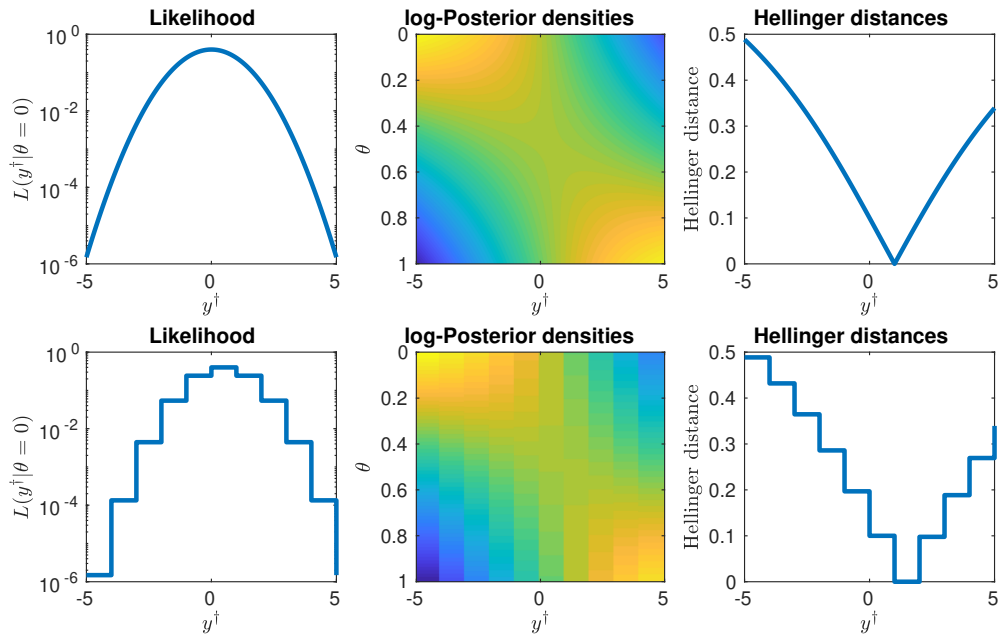 Likelihood
log-Posterior densities
Hellinger distances
L(y†|θ = 0)
10^0
10^-2
10^-4
10^-6
-5
0
5
y†
θ
0
0.2
0.4
0.6
0.8
1
-5
0
5
y†
Hellinger distance
0.5
0.4
0.3
0.2
0.1
0
-5
0
5
y†
Likelihood
log-Posterior densities
Hellinger distances
L(y†|θ = 0)
10^0
10^-2
10^-4
10^-6
-5
0
5
y†
θ
0
0.2
0.4
0.6
0.8
1
-5
0
5
y†
Hellinger distance
0.5
0.4
0.3
0.2
0.1
0
-5
0
5
y†